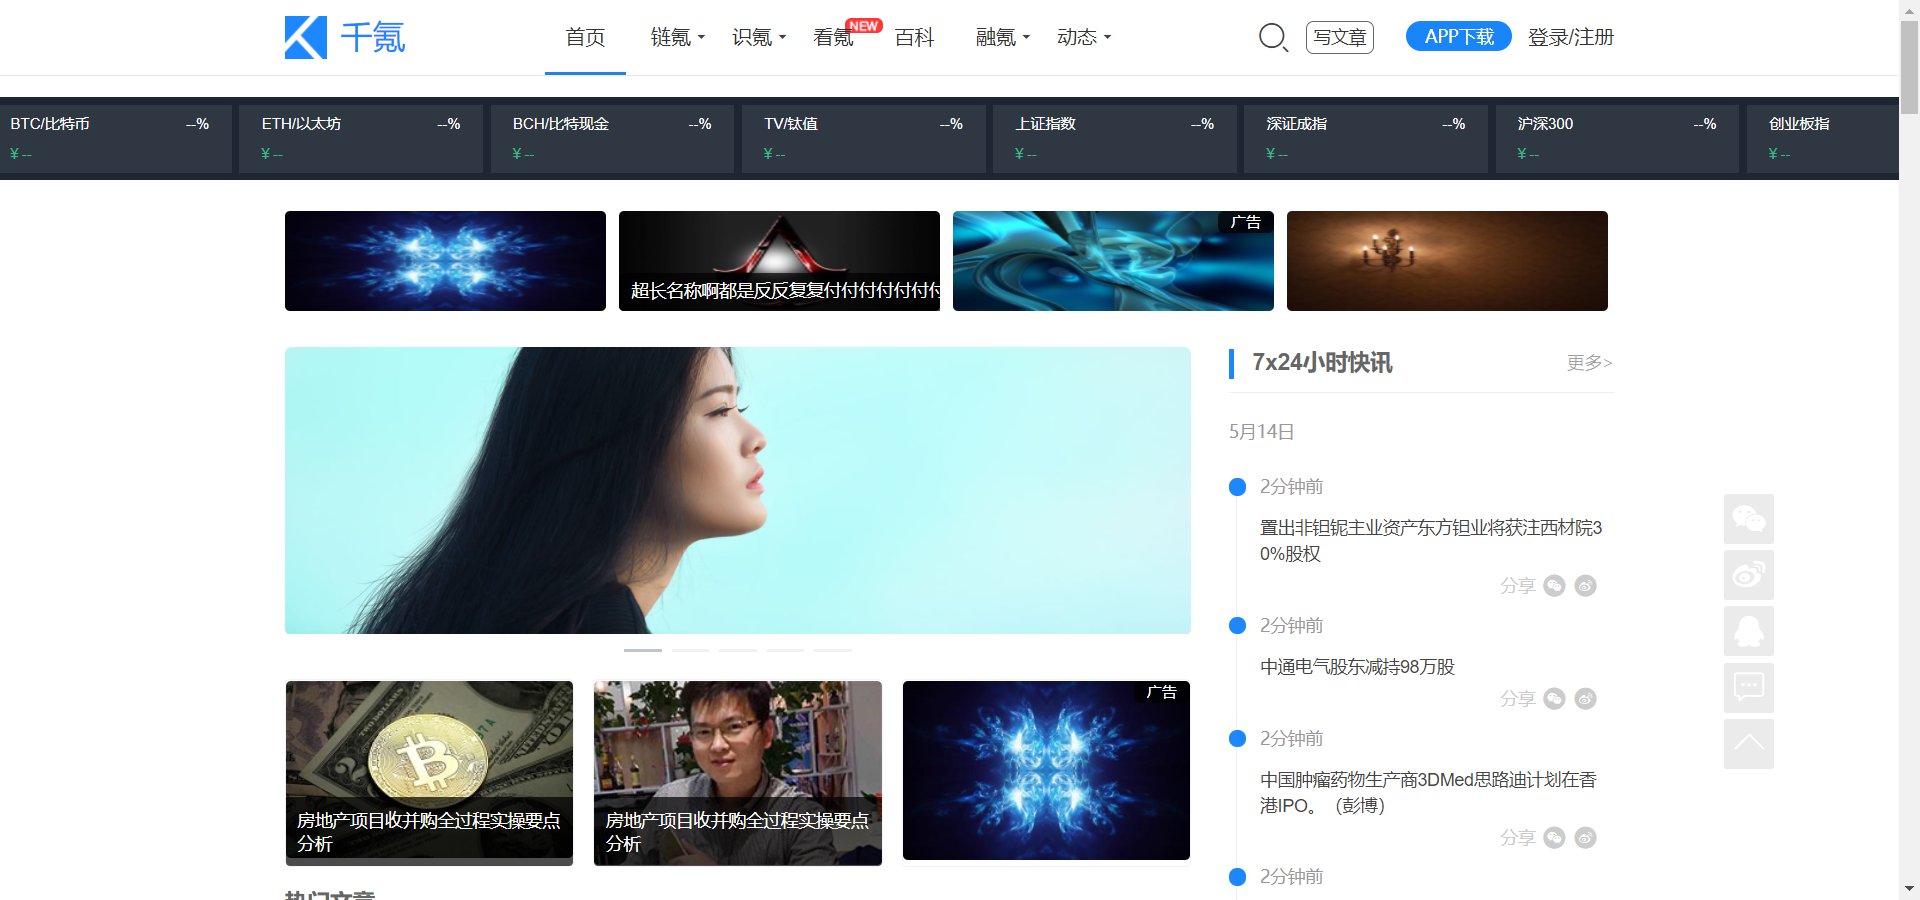 千氪
首页
链氪
识氪
看氪
NEW
百科
融氪
动态
写文章
APP下载
登录/注册
BTC/比特币 --%
¥ --
ETH/以太坊 --%
¥ --
BCH/比特现金 --%
¥ --
TV/钛值 --%
¥ --
上证指数 --%
¥ --
深证成指 --%
¥ --
沪深300 --%
¥ --
创业板指
¥ --
超长名称啊都是反反复复付付付付付付
广告
7x24小时快讯
更多>
5月14日
2分钟前
置出非钽铌主业资产东方钽业将获注西材院3
0%股权
分享
2分钟前
中通电气股东减持98万股
分享
2分钟前
中国肿瘤药物生产商3DMed思路迪计划在香
港IPO。（彭博）
分享
2分钟前
房地产项目收并购全过程实操要点
分析
房地产项目收并购全过程实操要点
分析
广告
热门文章